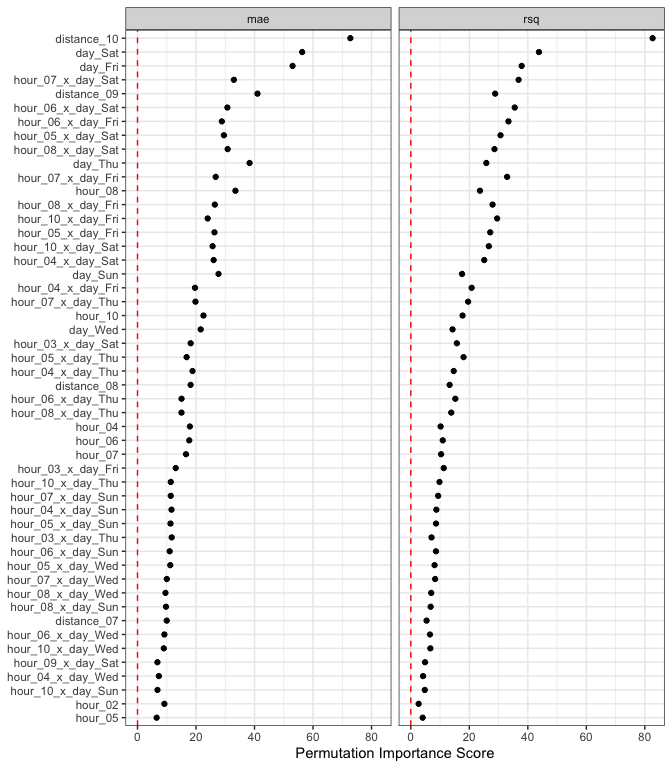 mae
rsq
distance_10
day_Sat
day_Fri
hour_07_x_day_Sat
distance_09
hour_06_x_day_Sat
hour_06_x_day_Fri
hour_05_x_day_Sat
hour_08_x_day_Sat
day_Thu
hour_07_x_day_Fri
hour_08
hour_08_x_day_Fri
hour_10_x_day_Fri
hour_05_x_day_Fri
hour_10_x_day_Sat
hour_04_x_day_Sat
day_Sun
hour_04_x_day_Fri
hour_07_x_day_Thu
hour_10
day_Wed
hour_03_x_day_Sat
hour_05_x_day_Thu
hour_04_x_day_Thu
distance_08
hour_06_x_day_Thu
hour_08_x_day_Thu
hour_04
hour_06
hour_07
hour_03_x_day_Fri
hour_10_x_day_Thu
hour_07_x_day_Sun
hour_04_x_day_Sun
hour_05_x_day_Sun
hour_03_x_day_Thu
hour_06_x_day_Sun
hour_05_x_day_Wed
hour_07_x_day_Wed
hour_08_x_day_Wed
hour_08_x_day_Sun
distance_07
hour_06_x_day_Wed
hour_10_x_day_Wed
hour_09_x_day_Sat
hour_04_x_day_Wed
hour_10_x_day_Sun
hour_02
hour_05
0 20 40 60 80
0 20 40 60 80
Permutation Importance Score